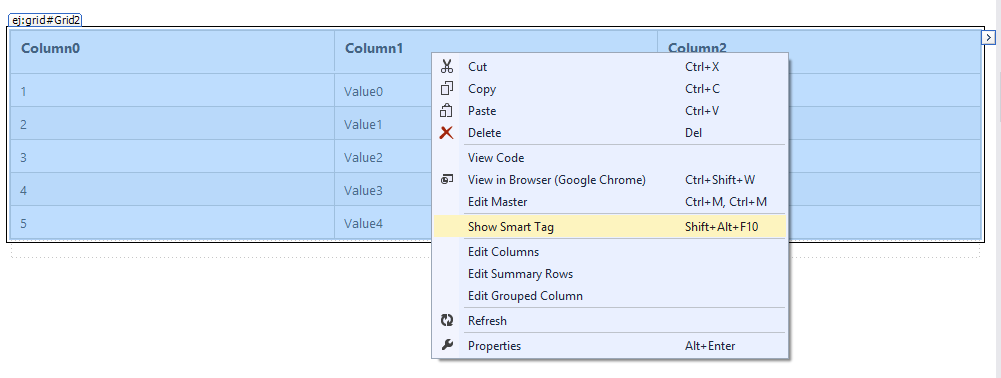 ej:grid#Grid2
Column0 Column1 Column2
1 Value0
2 Value1
3 Value2
4 Value3
5 Value4
Cut Ctrl+X
Copy Ctrl+C
Paste Ctrl+V
Delete Del
View Code
View in Browser (Google Chrome) Ctrl+Shift+W
Edit Master Ctrl+M, Ctrl+M
Show Smart Tag Shift+Alt+F10
Edit Columns
Edit Summary Rows
Edit Grouped Column
Refresh
Properties Alt+Enter